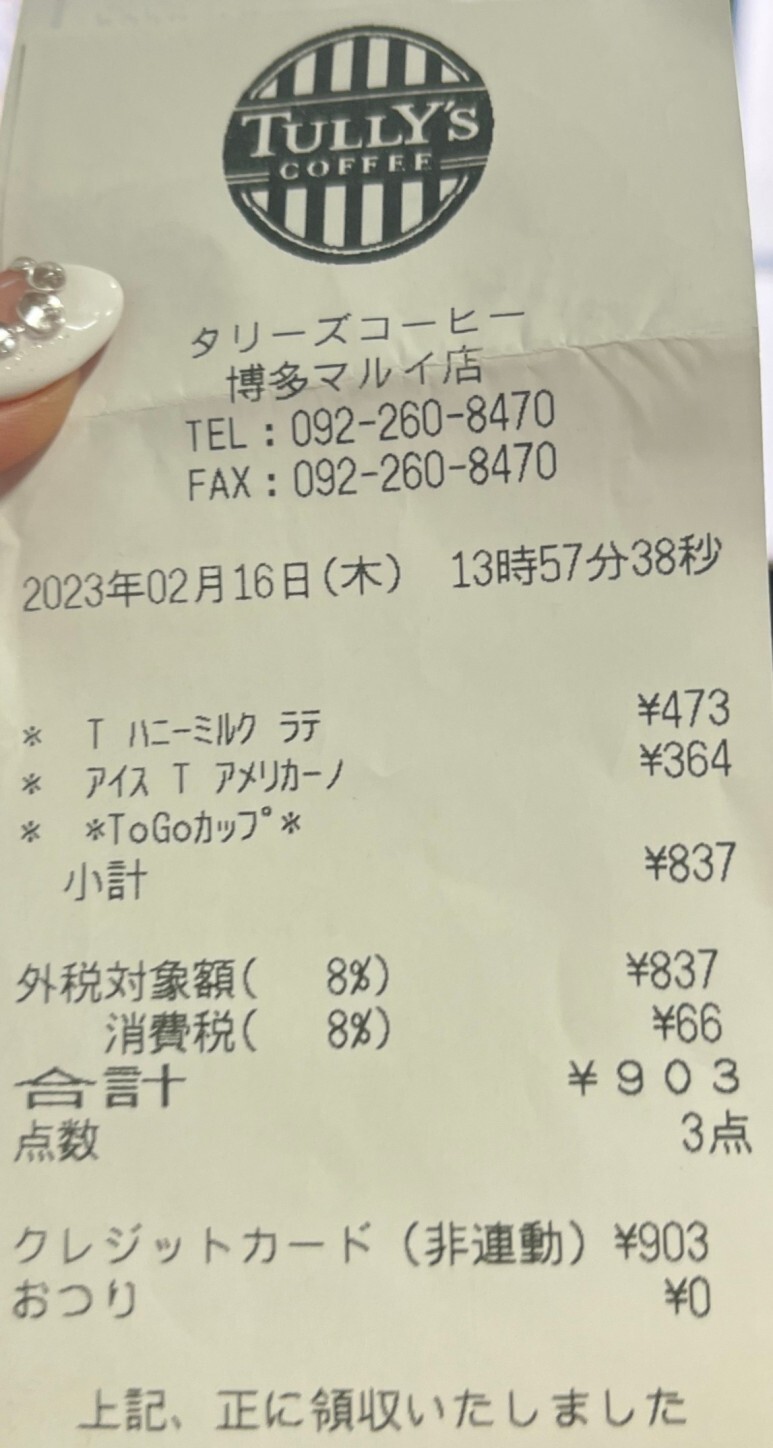 TULLY'S
COFFEE
タリーズコーヒー
博多マルイ店
TEL：092-260-8470
FAX：092-260-8470
2023年02月16日(木) 13時57分38秒
※ T ﾊﾆｰﾐﾙｸ ﾗﾃ ¥473
※ ｱｲｽ T ｱﾒﾘｶｰﾉ ¥364
※ *ToGoｶｯﾌﾟ*
小計 ¥837
外税対象額( 8%) ¥837
消費税( 8%) ¥66
合計 ¥903
点数 3点
クレジットカード（非連動）¥903
おつり ¥0
上記、正に領収いたしました